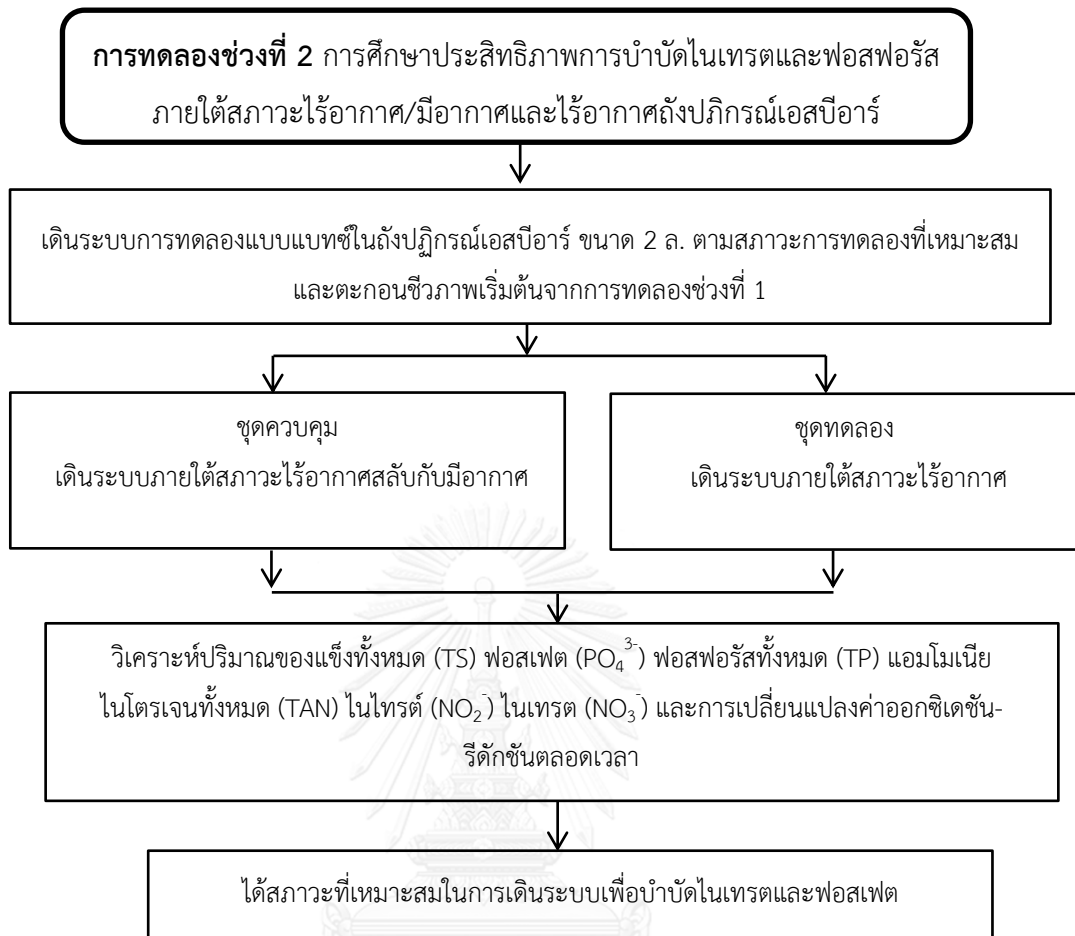 การทดลองช่วงที่ 2 การศึกษาประสิทธิภาพการบำบัดไนเทรตและฟอสฟอรัส
ภายใต้สภาวะไร้อากาศ/มีอากาศและไร้อากาศถังปภิกรณ์เอสบีอาร์
เดินระบบการทดลองแบบแบทซ์ในถังปฏิกรณ์เอสบีอาร์ ขนาด 2 ล. ตามสภาวะการทดลองที่เหมาะสม
และตะกอนชีวภาพเริ่มต้นจากการทดลองช่วงที่ 1
ชุดควบคุม
เดินระบบภายใต้สภาวะไร้อากาศสลับกับมีอากาศ
ชุดทดลอง
เดินระบบภายใต้สภาวะไร้อากาศ
วิเคราะห์ปริมาณของแข็งทั้งหมด (TS) ฟอสเฟต (PO₄³⁻) ฟอสฟอรัสทั้งหมด (TP) แอมโมเนีย
ไนโตรเจนทั้งหมด (TAN) ไนไทรต์ (NO₂⁻) ไนเทรต (NO₃⁻) และการเปลี่ยนแปลงค่าออกซิเดชัน-
รีดักชันตลอดเวลา
ได้สภาวะที่เหมาะสมในการเดินระบบเพื่อบำบัดไนเทรตและฟอสเฟต